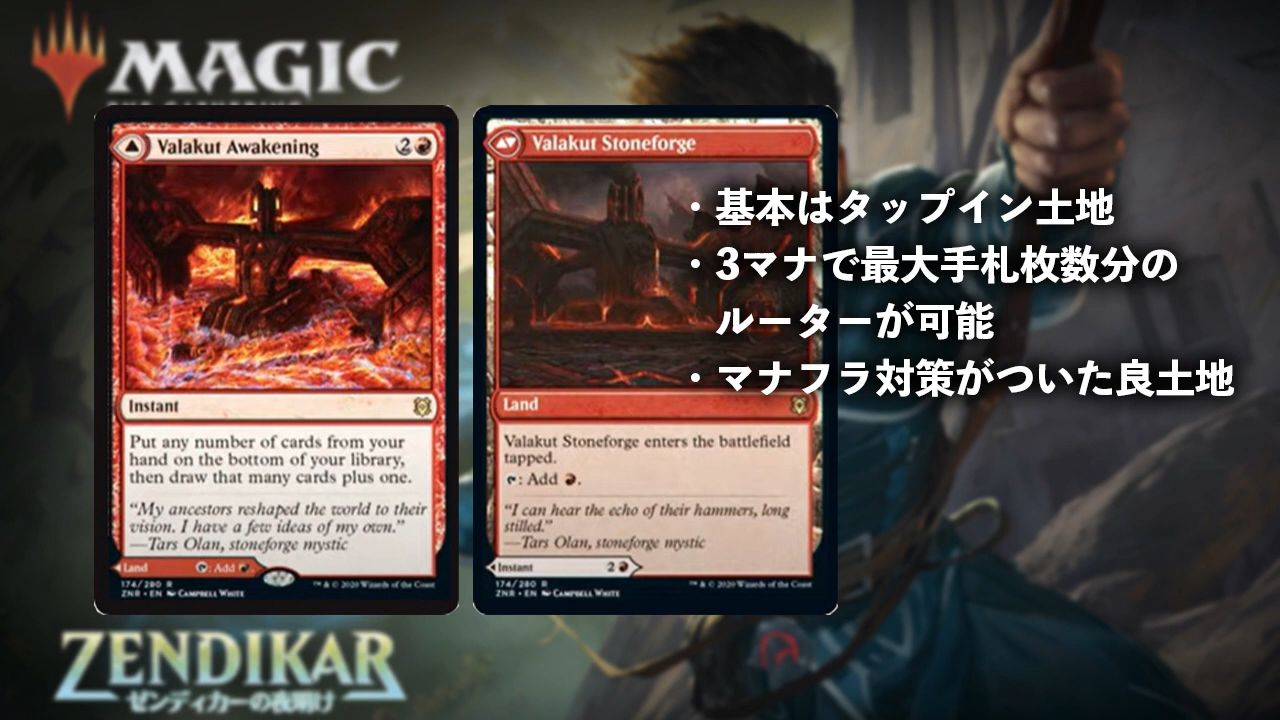 MAGIC
Valakut Awakening 2
Instant
Put any number of cards from your
hand on the bottom of your library,
then draw that many cards plus one.
“My ancestors reshaped the world to their
vision. I have a few ideas of my own.”
—Tars Olan, stoneforge mystic
Land : Add
174/280 R
ZNR • EN CAMPBELL WHITE
™ & © 2020 Wizards of the Coast
Valakut Stoneforge
Land
Valakut Stoneforge enters the battlefield
tapped.
: Add .
“I can hear the echo of their hammers, long
stilled.”
—Tars Olan, stoneforge mystic
Instant 2
174/280 R
ZNR • EN CAMPBELL WHITE
™ & © 2020 Wizards of the Coast
・基本はタップイン土地
・3マナで最大手札枚数分の
ルーターが可能
・マナフラ対策がついた良土地
ZENDIKAR
ゼンディカーの夜明け